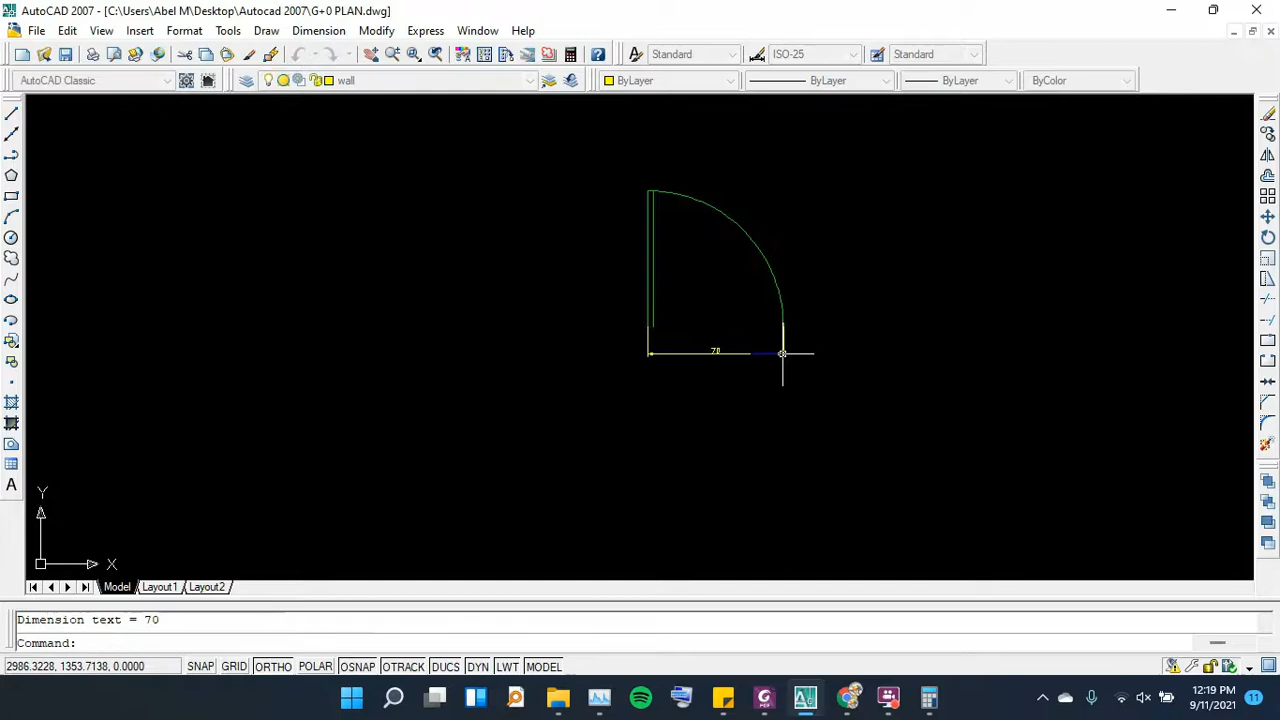 AutoCAD 2007 - [C:\Users\Abel M\Desktop\Autocad 2007\G+0 PLAN.dwg]
File Edit View Insert Format Tools Draw Dimension Modify Express Window Help
Standard ISO-25 Standard
AutoCAD Classic wall ByLayer ByLayer ByLayer ByColor
70
Y
X
Model Layout1 Layout2
Dimension text = 70
Command:
2986.3228, 1353.7138, 0.0000 SNAP GRID ORTHO POLAR OSNAP OTRACK DUCS DYN LWT MODEL
12:19 PM
9/11/2021
11